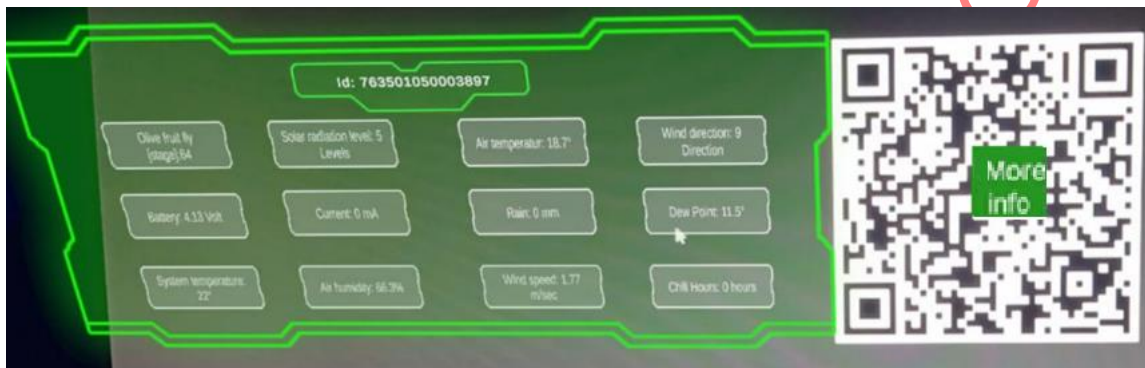 Id: 763501050003897
Olive fruit fly
[stage]:64
Solar radiation level: 5
Levels
Air temperatur: 18.7°
Wind direction: 9
Direction
Battery: 4.13 Volt
Current: 0 mA
Rain: 0 mm
Dew Point: 11.5°
System temperature:
22°
Air humidity: 66.3%
Wind speed: 1.77
m/sec
Chill Hours: 0 hours
More
info